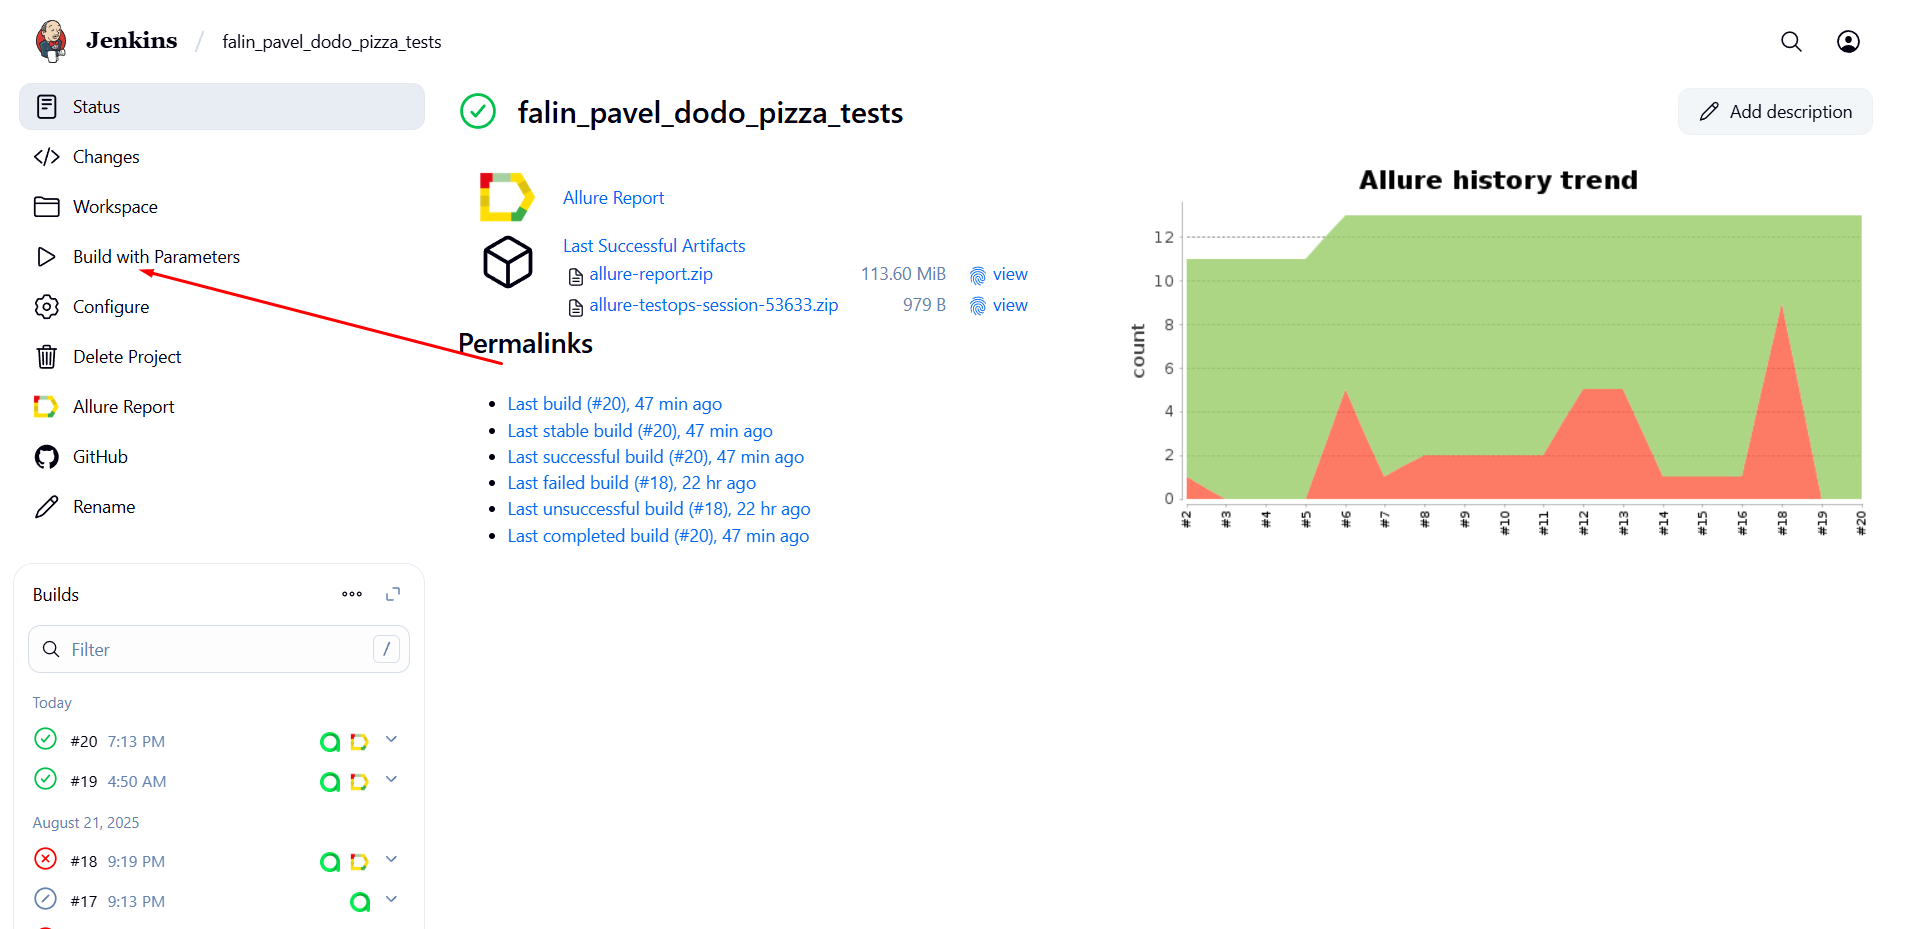 Jenkins / falin_pavel_dodo_pizza_tests
Status
Changes
Workspace
Build with Parameters
Configure
Delete Project
Allure Report
GitHub
Rename
Builds
Filter /
Today
#20 7:13 PM
#19 4:50 AM
August 21, 2025
#18 9:19 PM
#17 9:13 PM
falin_pavel_dodo_pizza_tests
Add description
Allure Report
Last Successful Artifacts
allure-report.zip 113.60 MiB view
allure-testops-session-53633.zip 979 B view
Permalinks
Last build (#20), 47 min ago
Last stable build (#20), 47 min ago
Last successful build (#20), 47 min ago
Last failed build (#18), 22 hr ago
Last unsuccessful build (#18), 22 hr ago
Last completed build (#20), 47 min ago
Allure history trend
count
12
10
8
6
4
2
0
#2 #3 #4 #5 #6 #7 #8 #9 #10 #11 #12 #13 #14 #15 #16 #18 #19 #20